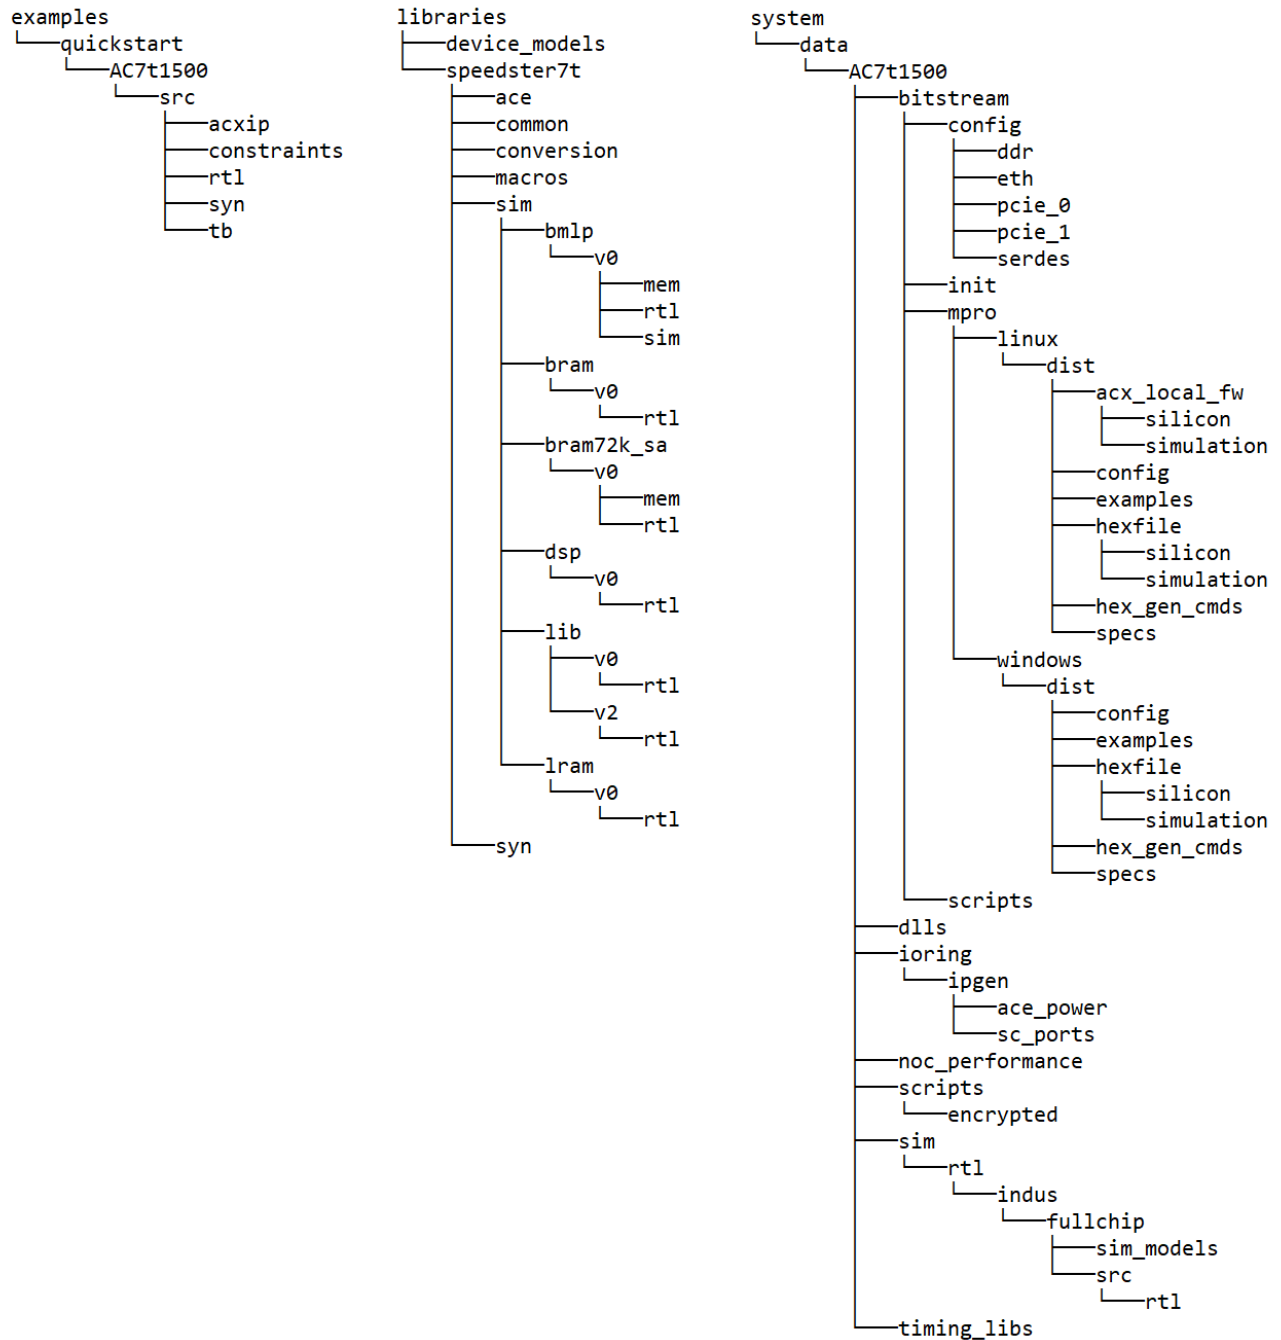 examples
quickstart
AC7t1500
src
acxip
constraints
rtl
syn
tb
libraries
device_models
speedster7t
ace
common
conversion
macros
sim
bmlp
v0
mem
rtl
sim
bram
v0
rtl
bram72k_sa
v0
mem
rtl
dsp
v0
rtl
lib
v0
rtl
v2
rtl
lram
v0
rtl
syn
system
data
AC7t1500
bitstream
config
ddr
eth
pcie_0
pcie_1
serdes
init
mpro
linux
dist
acx_local_fw
silicon
simulation
config
examples
hexfile
silicon
simulation
hex_gen_cmds
specs
windows
dist
config
examples
hexfile
silicon
simulation
hex_gen_cmds
specs
scripts
dlls
ioring
ipgen
ace_power
sc_ports
noc_performance
scripts
encrypted
sim
rtl
indus
fullchip
sim_models
src
rtl
timing_libs